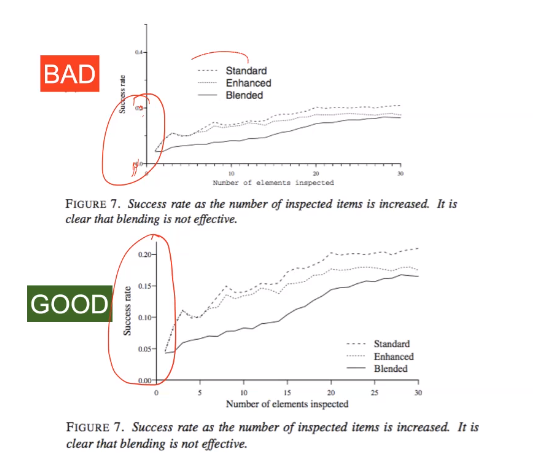 BAD
0.4
Success rate
Standard
Enhanced
Blended
10
20
30
Number of elements inspected
FIGURE 7. Success rate as the number of inspected items is increased. It is
clear that blending is not effective.
GOOD
0.20
0.15
0.10
0.05
0.00
Success rate
Standard
Enhanced
Blended
0 5 10 15 20 25 30
Number of elements inspected
FIGURE 7. Success rate as the number of inspected items is increased. It is
clear that blending is not effective.